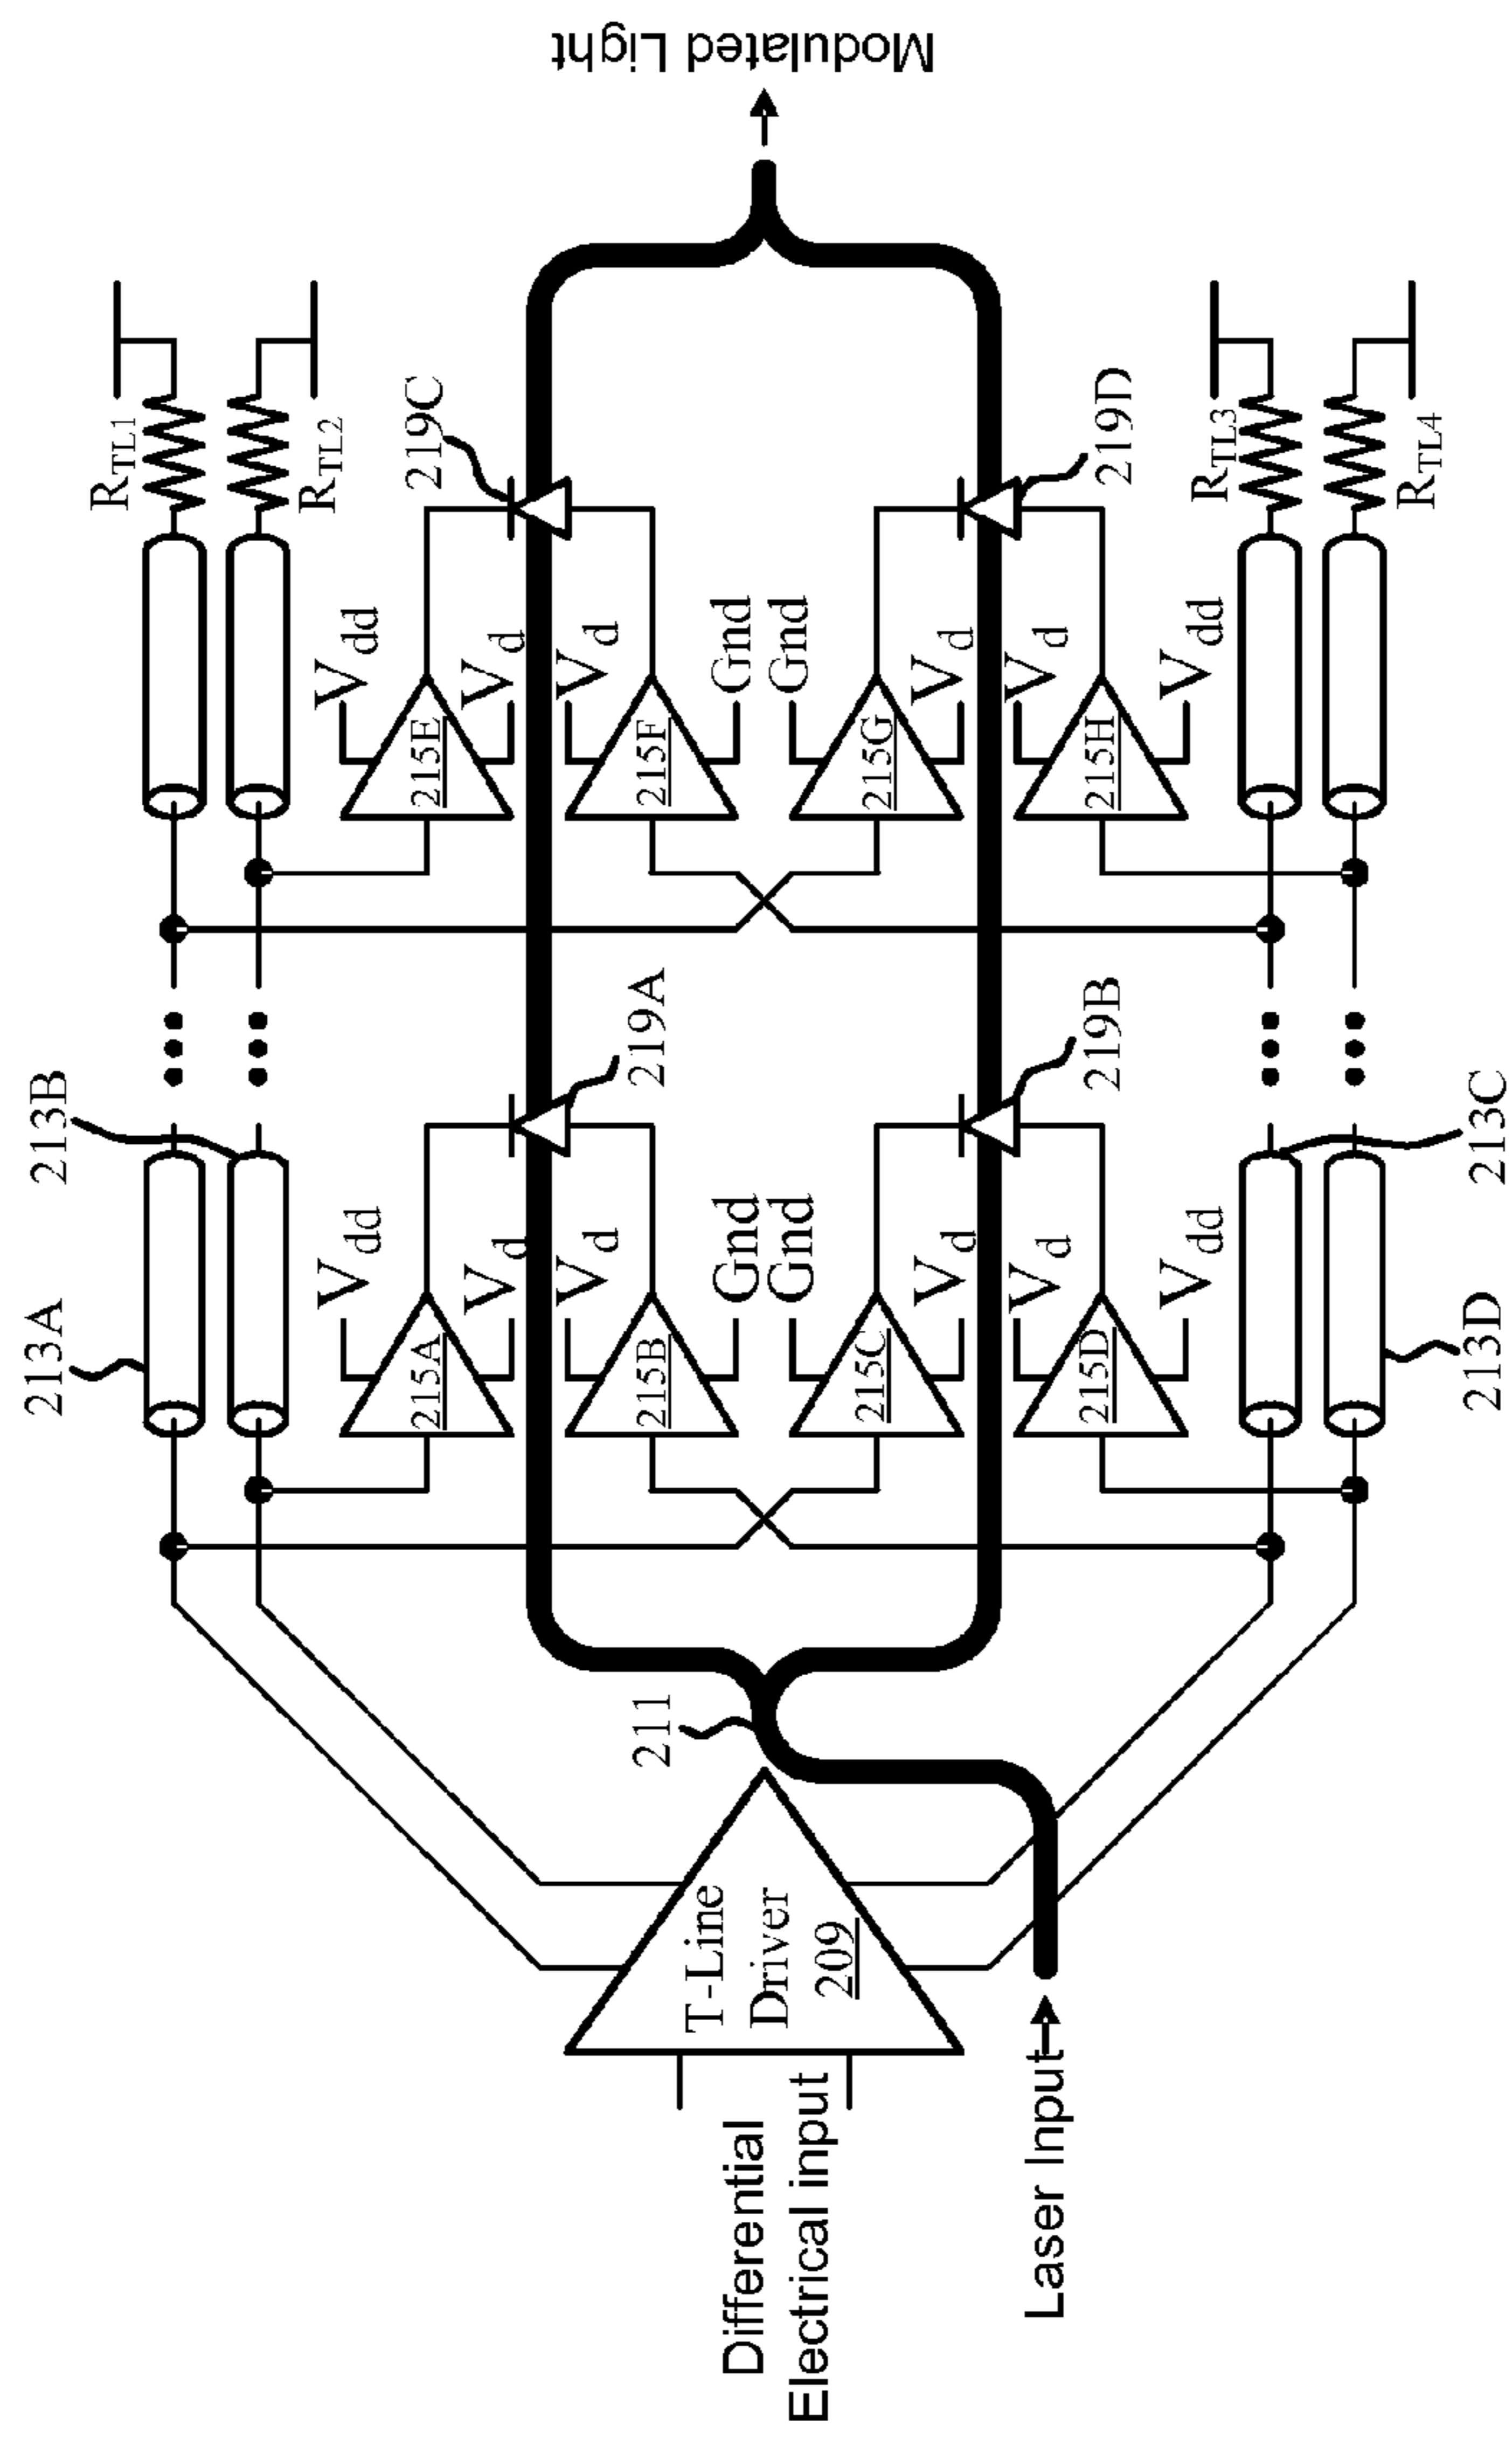 Differential
Electrical input
Laser Input
T-Line
Driver
209
211
213A
213B
213C
213D
V_dd
215A
V_d
V_d
215B
Gnd
Gnd
215C
V_d
V_d
215D
V_dd
219A
219B
V_dd
215E
V_d
V_d
215F
Gnd
Gnd
215G
V_d
V_d
215H
V_dd
219C
219D
R_TL1
R_TL2
R_TL3
R_TL4
Modulated Light